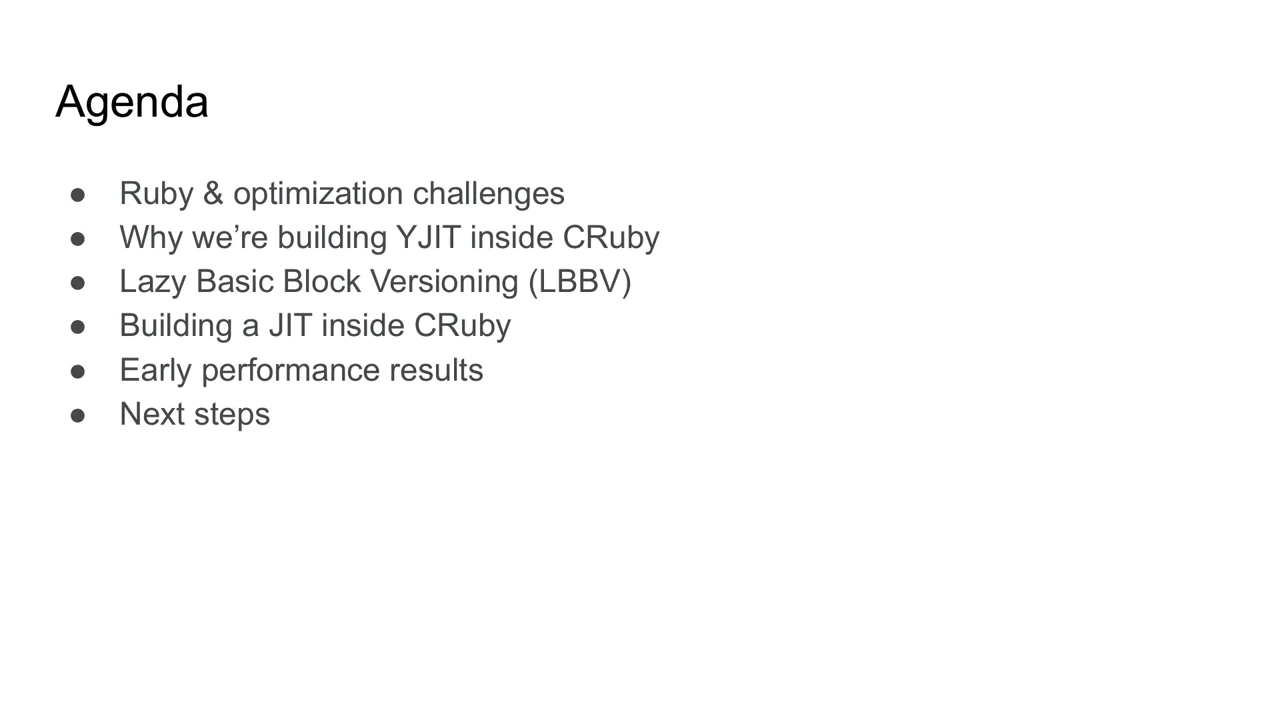 Agenda
● Ruby & optimization challenges
● Why we’re building YJIT inside CRuby
● Lazy Basic Block Versioning (LBBV)
● Building a JIT inside CRuby
● Early performance results
● Next steps